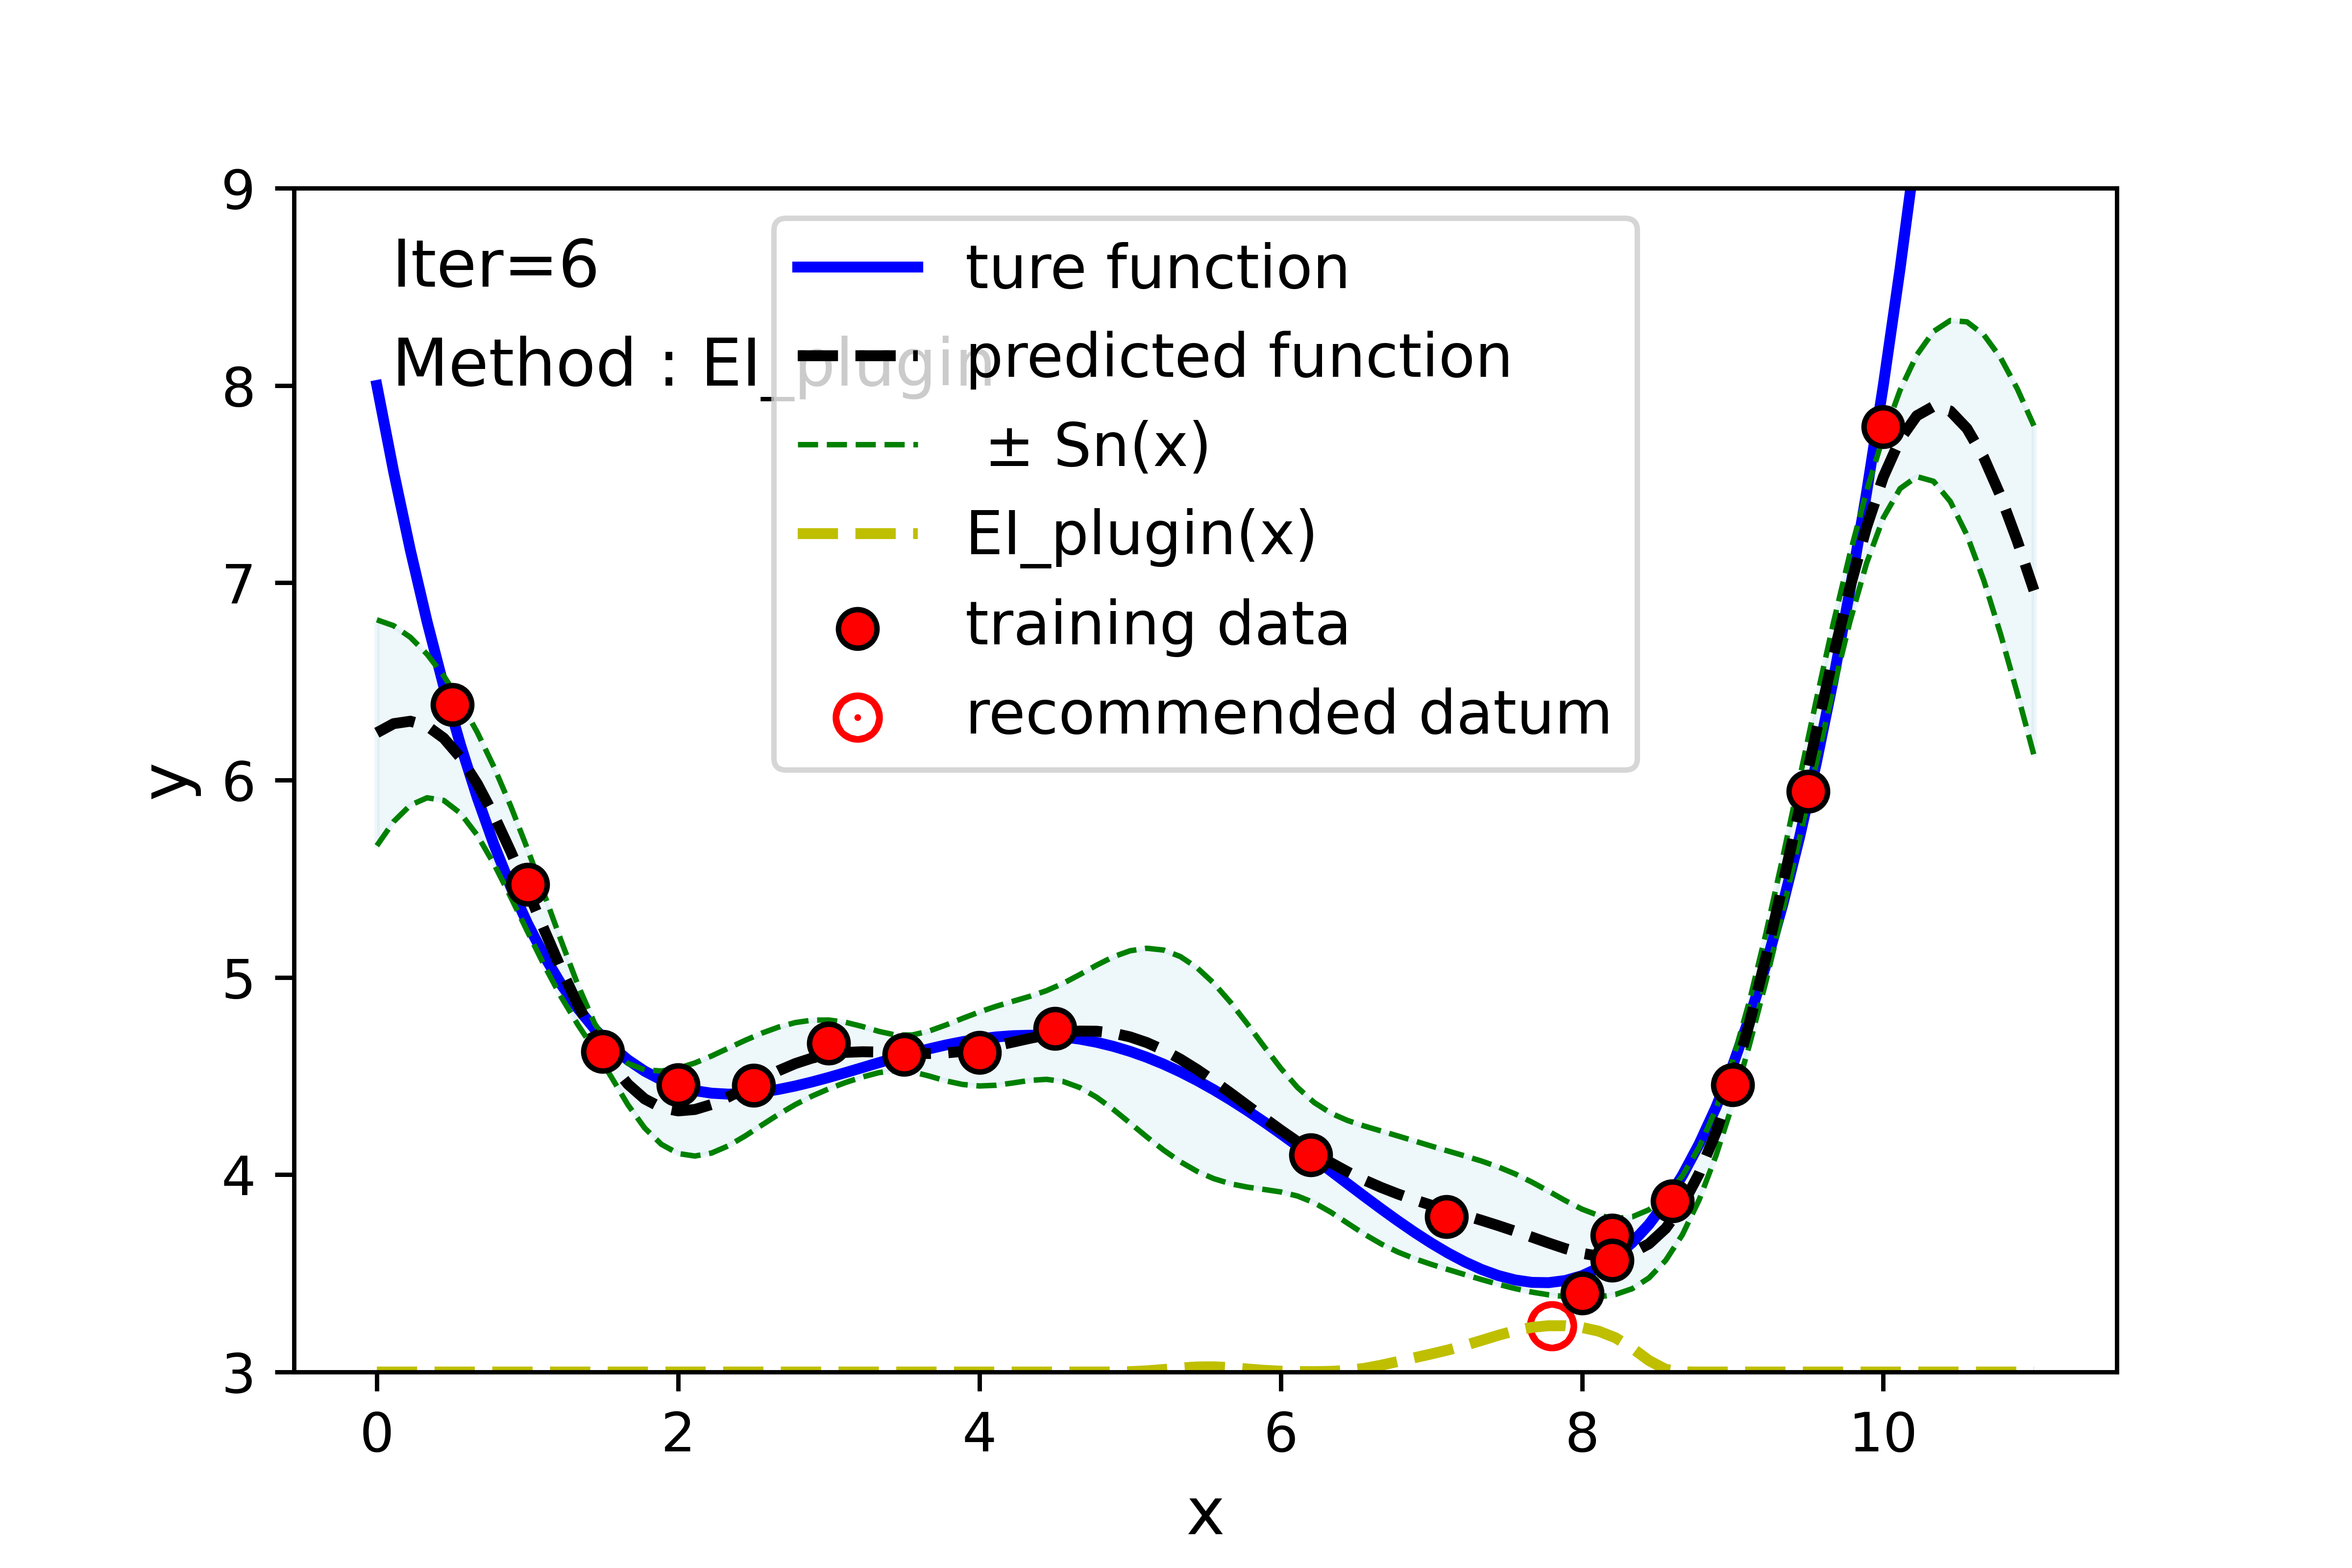 Iter=6
Method : EI_plugin
ture function
predicted function
± Sn(x)
EI_plugin(x)
training data
recommended datum
y
9
8
7
6
5
4
3
0 2 4 6 8 10
x